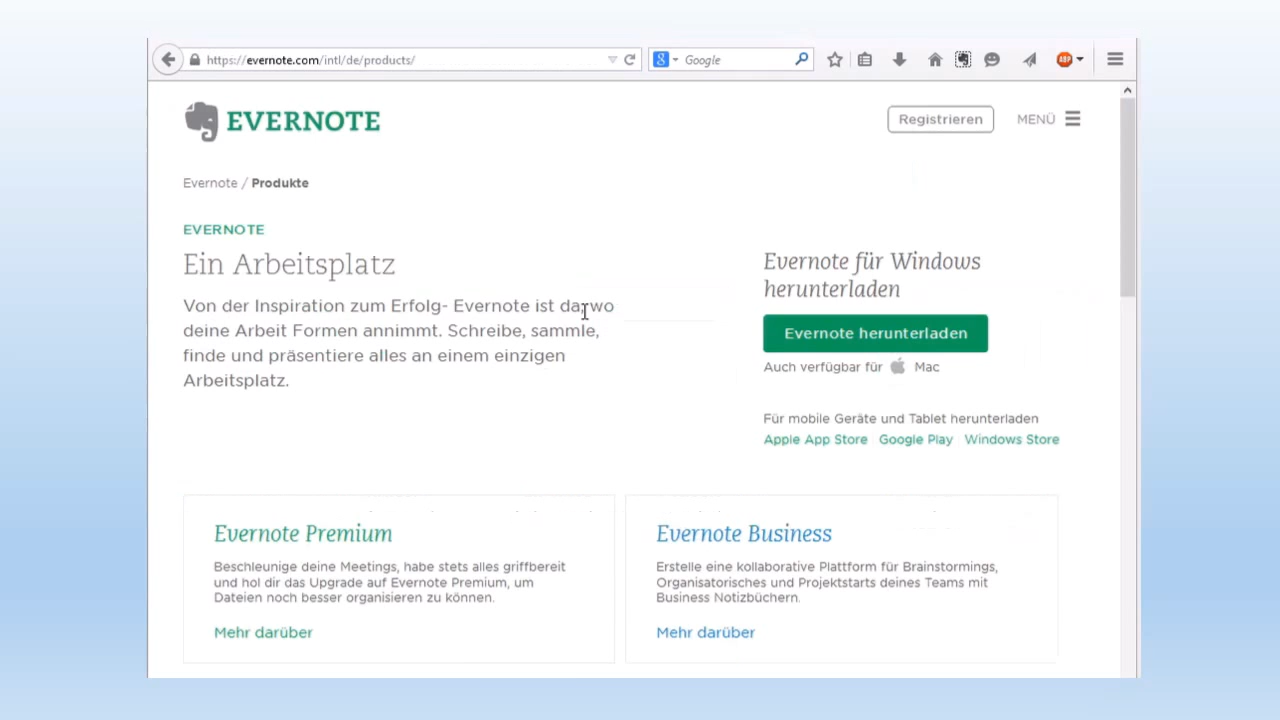 https://evernote.com/intl/de/products/
Google
ABP
EVERNOTE
Registrieren
MENÜ
Evernote / Produkte
EVERNOTE
Ein Arbeitsplatz
Von der Inspiration zum Erfolg- Evernote ist da, wo
deine Arbeit Formen annimmt. Schreibe, sammle,
finde und präsentiere alles an einem einzigen
Arbeitsplatz.
Evernote für Windows
herunterladen
Evernote herunterladen
Auch verfügbar für Mac
Für mobile Geräte und Tablet herunterladen
Apple App Store Google Play Windows Store
Evernote Premium
Beschleunige deine Meetings, habe stets alles griffbereit
und hol dir das Upgrade auf Evernote Premium, um
Dateien noch besser organisieren zu können.
Mehr darüber
Evernote Business
Erstelle eine kollaborative Plattform für Brainstormings,
Organisatorisches und Projektstarts deines Teams mit
Business Notizbüchern.
Mehr darüber